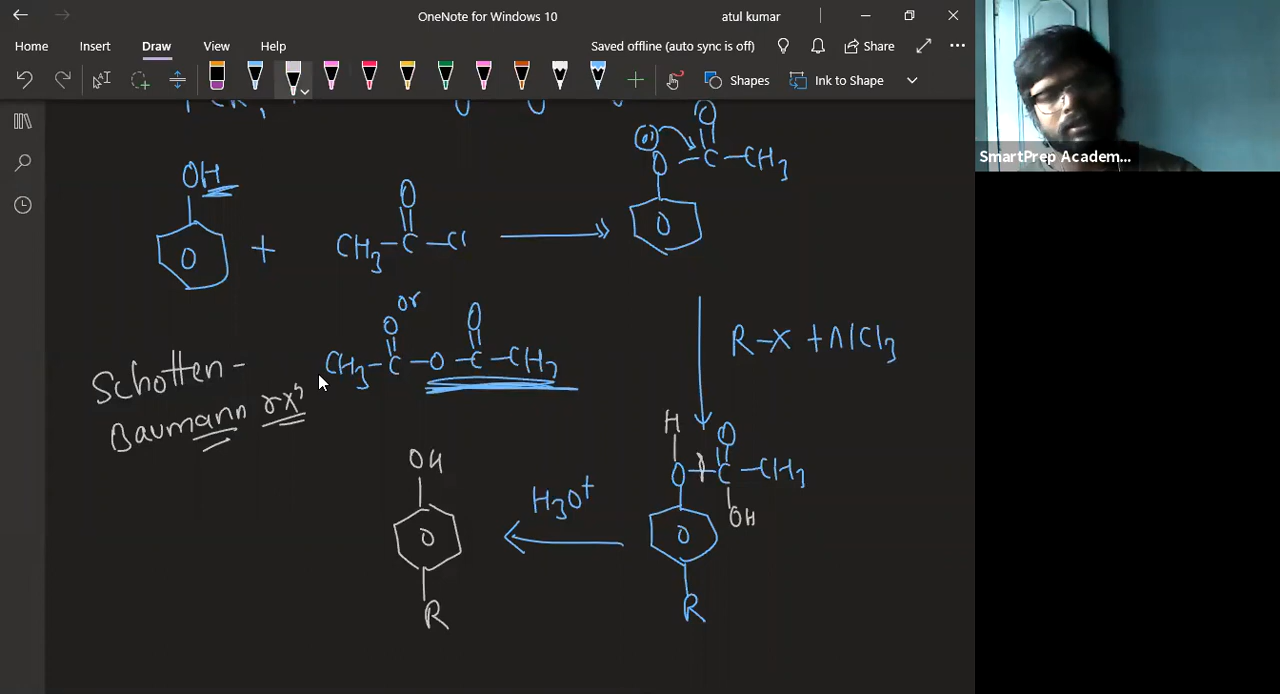 OneNote for Windows 10
atul kumar
Home Insert Draw View Help
Saved offline (auto sync is off)
Share
Shapes
Ink to Shape
SmartPrep Academ...
OH
+
CH3-C-Cl
O
O-C-CH3
O
O
or
CH3-C-O-C-CH3
O
O
Schotten-
Baumann rxn
R-X + AlCl3
H
O
O-C-CH3
OH
R
H3O+
OH
R